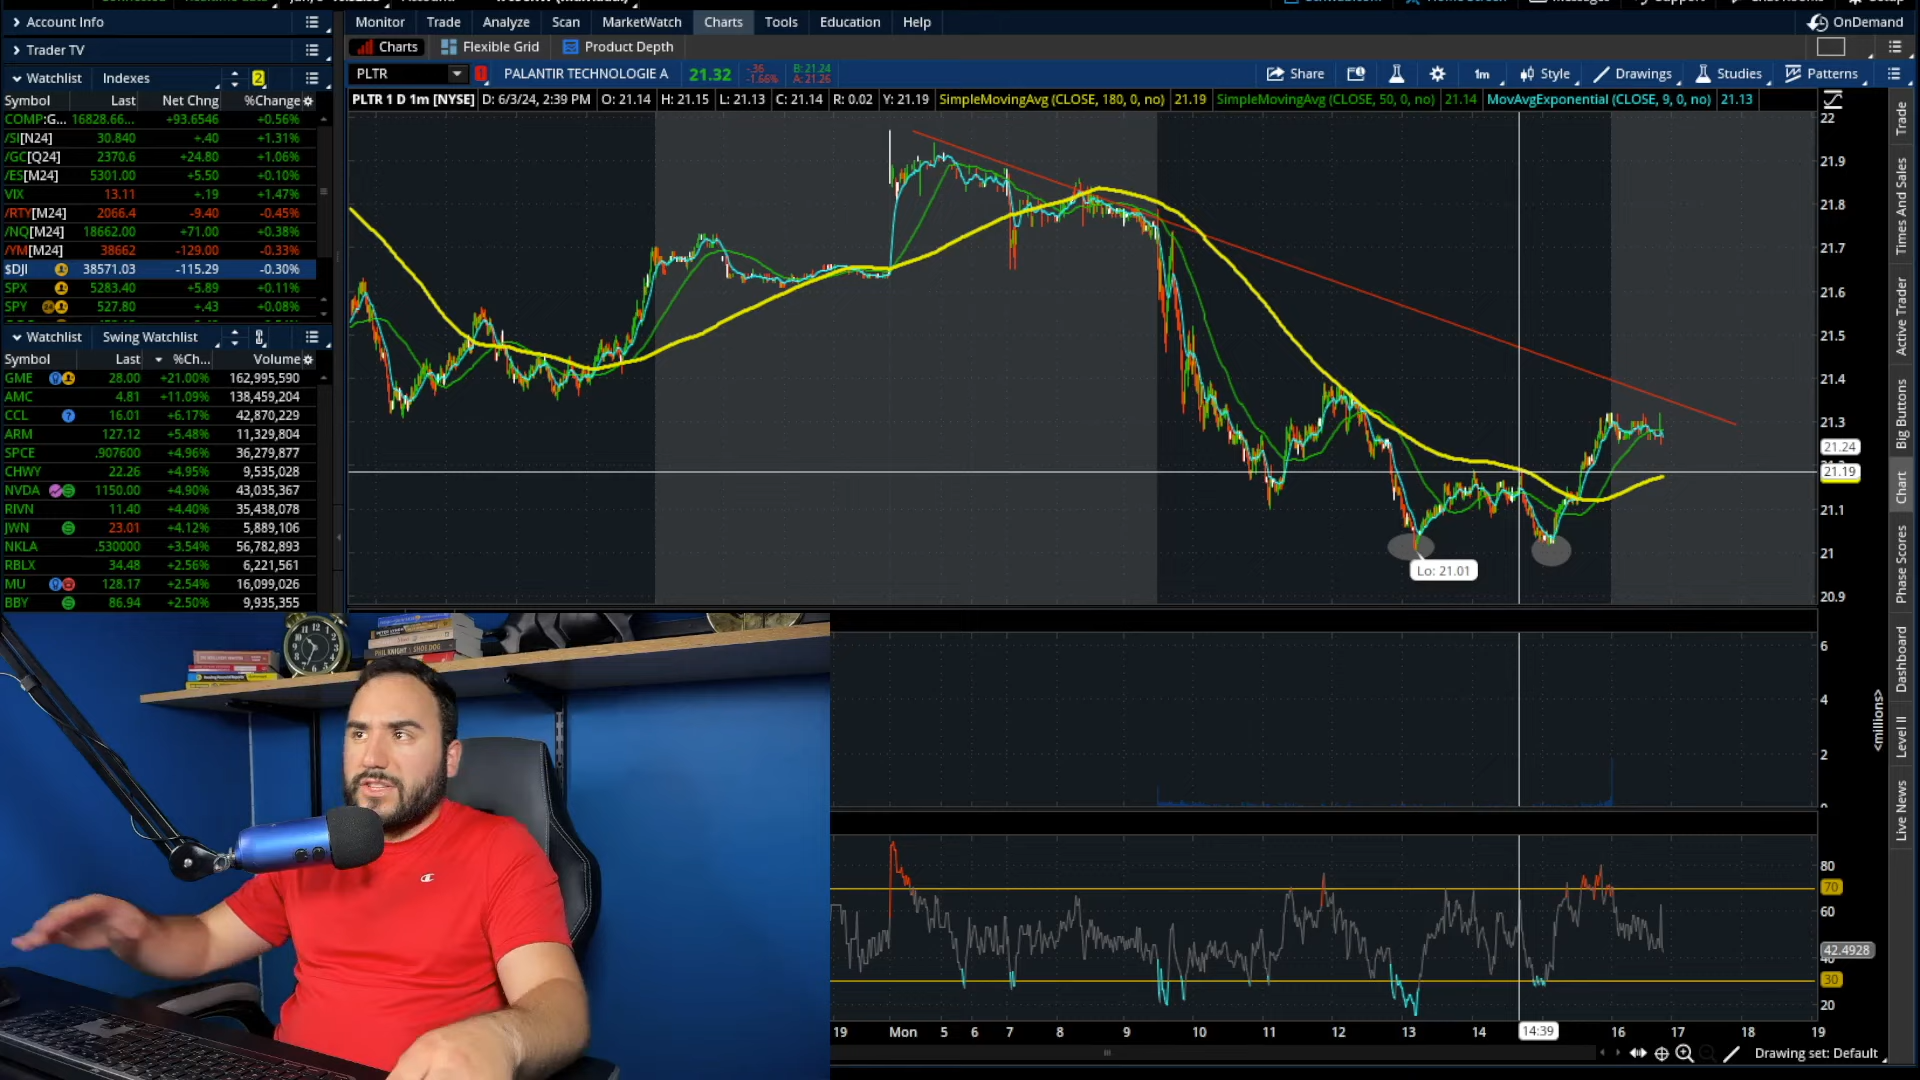 Account Info
Trader TV
Watchlist Indexes 2
Symbol Last Net Chng %Change
COMP:G... 16828.66... +93.6546 +0.56%
/SI[N24] 30.840 +.40 +1.31%
/GC[Q24] 2370.6 +24.80 +1.06%
/ES[M24] 5301.00 +5.50 +0.10%
VIX 13.11 +.19 +1.47%
/RTY[M24] 2066.4 -9.40 -0.45%
/NQ[M24] 18662.00 +71.00 +0.38%
/YM[M24] 38662 -129.00 -0.33%
$DJI 38571.03 -115.29 -0.30%
SPX 5283.40 +5.89 +0.11%
SPY 527.80 +.43 +0.08%
Watchlist Swing Watchlist
Symbol Last %Ch... Volume
GME 28.00 +21.00% 162,995,590
AMC 4.81 +11.09% 138,459,204
CCL 16.01 +6.17% 42,870,229
ARM 127.12 +5.48% 11,329,804
SPCE .907600 +4.96% 36,279,877
CHWY 22.26 +4.95% 9,535,028
NVDA 1150.00 +4.90% 43,035,367
RIVN 11.40 +4.40% 35,438,078
JWN 23.01 +4.12% 5,889,106
NKLA .530000 +3.54% 56,782,893
RBLX 34.48 +2.56% 6,221,561
MU 128.17 +2.54% 16,099,026
BBY 86.94 +2.50% 9,935,355
Monitor Trade Analyze Scan MarketWatch Charts Tools Education Help
OnDemand
Charts Flexible Grid Product Depth
PLTR PALANTIR TECHNOLOGIE A 21.32 -.36 -1.66% B: 21.24 A: 21.26 Share 1m Style Drawings Studies Patterns
PLTR 1 D 1m [NYSE] D: 6/3/24, 2:39 PM O: 21.14 H: 21.15 L: 21.13 C: 21.14 R: 0.02 Y: 21.19 SimpleMovingAvg (CLOSE, 180, 0, no) 21.19 SimpleMovingAvg (CLOSE, 50, 0, no) 21.14 MovAvgExponential (CLOSE, 9, 0, no) 21.13
22
21.9
21.8
21.7
21.6
21.5
21.4
21.3
21.24
21.19
21.1
21
20.9
Lo: 21.01
6
4
2
<millions>
80
70
60
42.4928
40
30
20
19 Mon 5 6 7 8 9 10 11 12 13 14 14:39 16 17 18 19
Drawing set: Default
Trade
Times And Sales
Active Trader
Big Buttons
Chart
Phase Scores
Dashboard
Level II
Live News
PHIL KNIGHT SHOE DOG